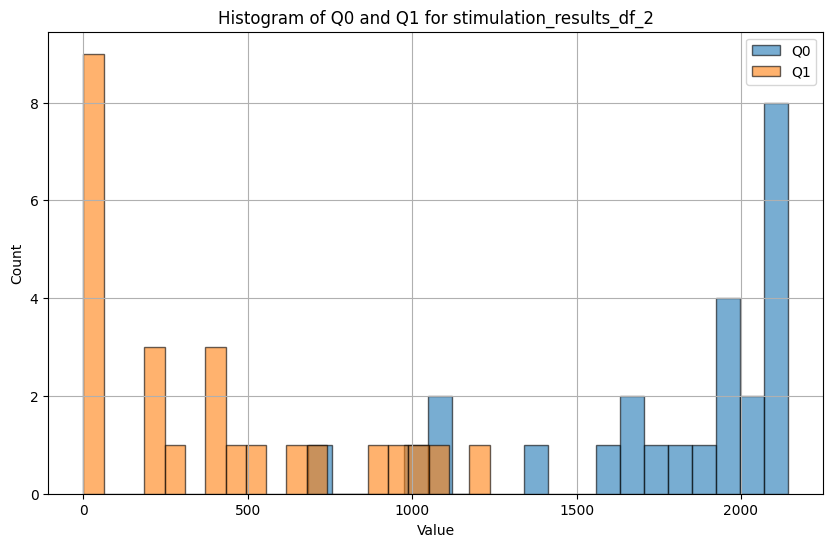 Histogram of Q0 and Q1 for stimulation_results_df_2
Q0
Q1
Count
8
6
4
2
0
0
500
1000
1500
2000
Value